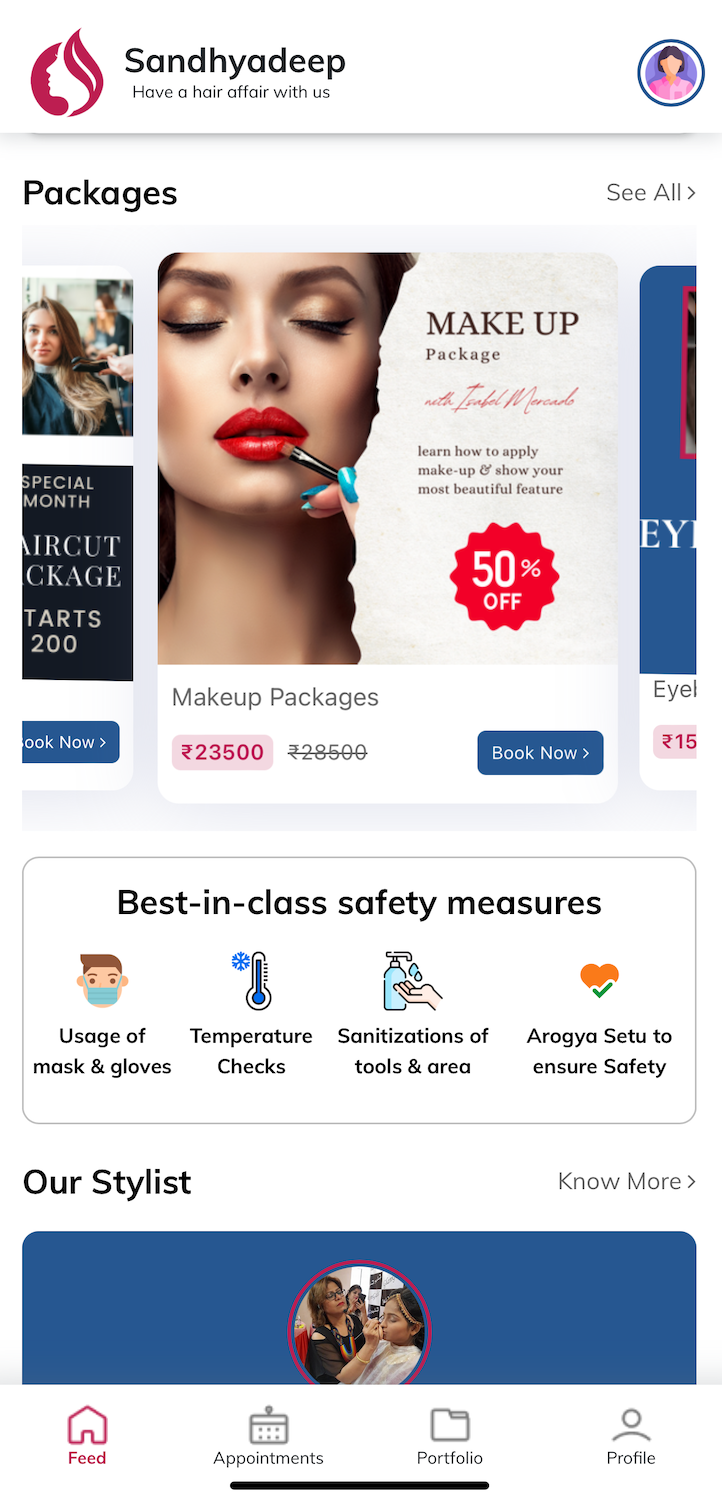 Sandhyadeep
Have a hair affair with us
Packages
See All
SPECIAL
MONTH
AIRCUT
CKAGE
TARTS
200
Book Now
MAKE UP
Package
with Isabel Mercado
learn how to apply
make-up & show your
most beautiful feature
50%
OFF
Makeup Packages
₹23500 ₹28500
Book Now
EYE
Eyeb
₹15
Best-in-class safety measures
Usage of
mask & gloves
Temperature
Checks
Sanitizations of
tools & area
Arogya Setu to
ensure Safety
Our Stylist
Know More
Feed
Appointments
Portfolio
Profile